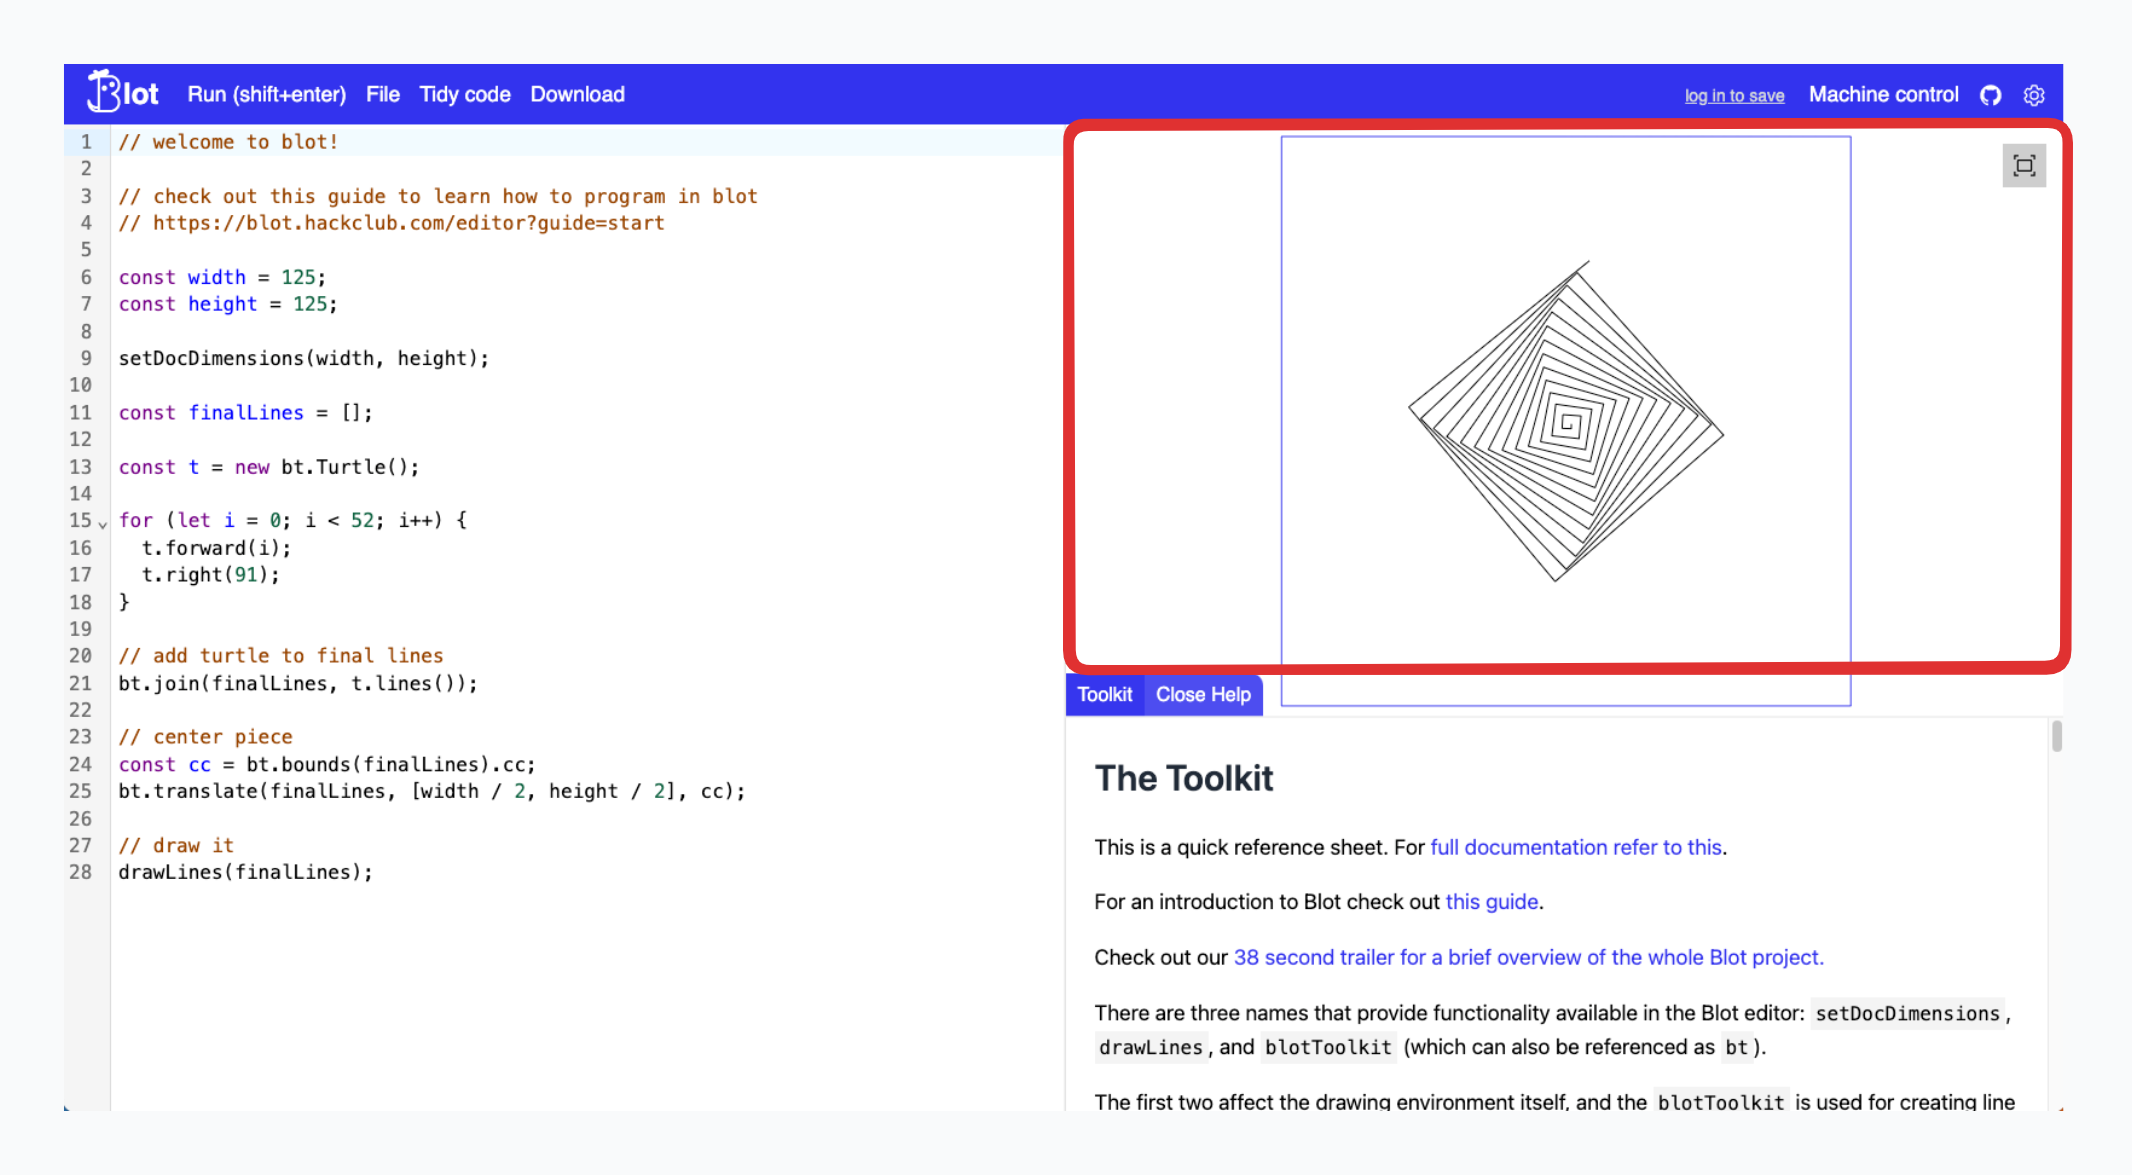 Blot Run (shift+enter) File Tidy code Download log in to save Machine control
1 // welcome to blot!
2
3 // check out this guide to learn how to program in blot
4 // https://blot.hackclub.com/editor?guide=start
5
6 const width = 125;
7 const height = 125;
8
9 setDocDimensions(width, height);
10
11 const finalLines = [];
12
13 const t = new bt.Turtle();
14
15 for (let i = 0; i < 52; i++) {
16   t.forward(i);
17   t.right(91);
18 }
19
20 // add turtle to final lines
21 bt.join(finalLines, t.lines());
22
23 // center piece
24 const cc = bt.bounds(finalLines).cc;
25 bt.translate(finalLines, [width / 2, height / 2], cc);
26
27 // draw it
28 drawLines(finalLines);
Toolkit Close Help
The Toolkit
This is a quick reference sheet. For full documentation refer to this.
For an introduction to Blot check out this guide.
Check out our 38 second trailer for a brief overview of the whole Blot project.
There are three names that provide functionality available in the Blot editor: setDocDimensions,
drawLines, and blotToolkit (which can also be referenced as bt).
The first two affect the drawing environment itself, and the blotToolkit is used for creating line